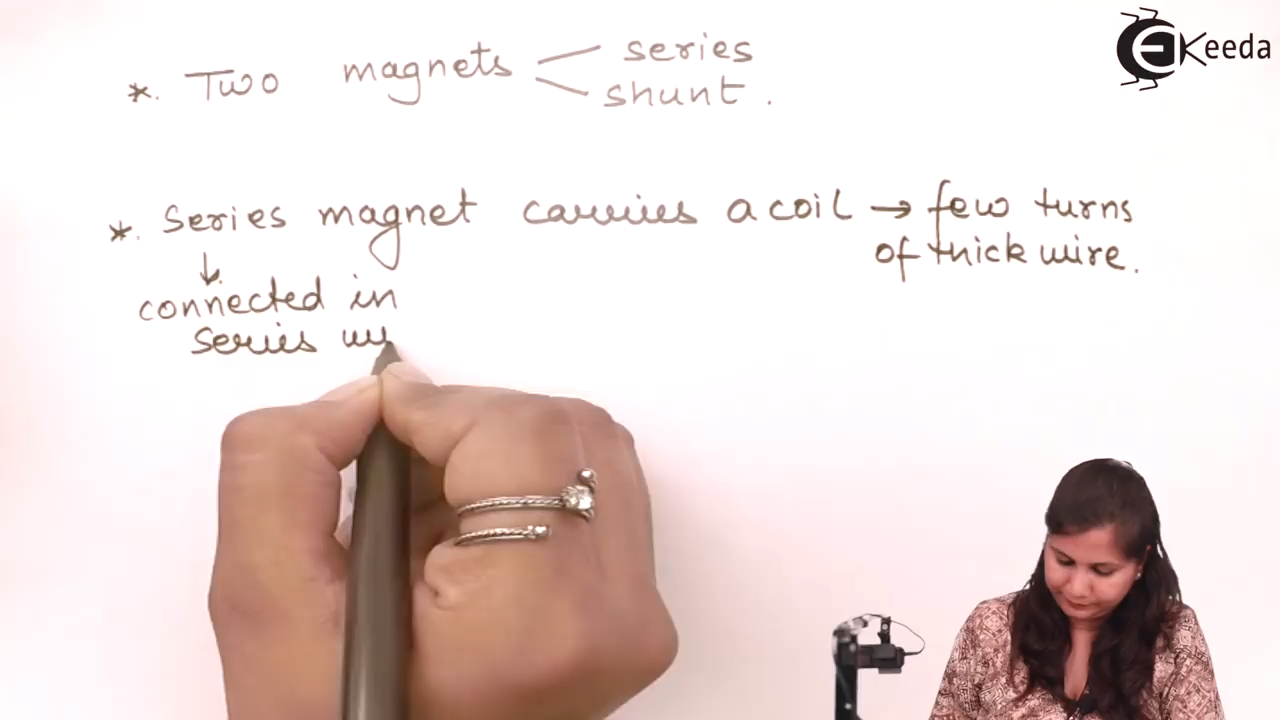 Keeda
*. Two magnets < series
shunt.
*. Series magnet carries a coil → few turns
of thick wire.
↓
connected in
series